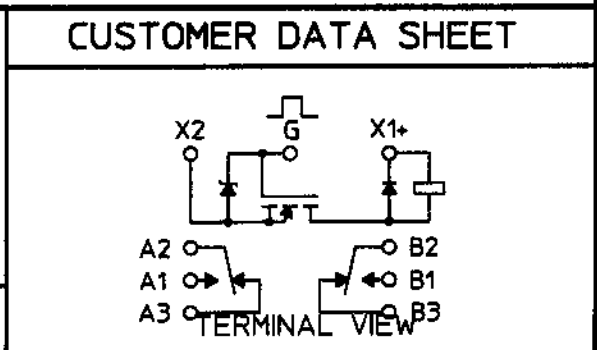 CUSTOMER DATA SHEET
X2 G X1+
A2 B2
A1 B1
A3 B3
TERMINAL VIEW